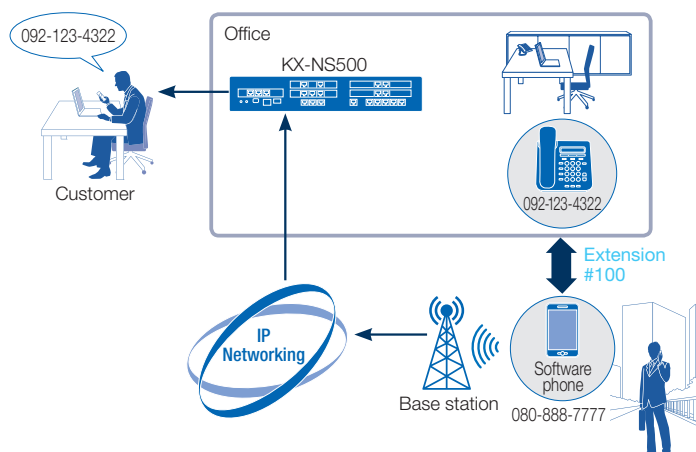 092-123-4322
Office
KX-NS500
Customer
092-123-4322
Extension
#100
IP
Networking
Base station
Software
phone
080-888-7777